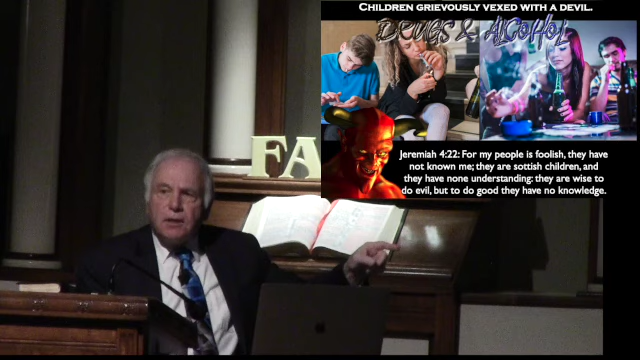 CHILDREN GRIEVOUSLY VEXED WITH A DEVIL.
DRUGS & ALCOHOL
FA
Jeremiah 4:22: For my people is foolish, they have
not known me; they are sottish children, and
they have none understanding: they are wise to
do evil, but to do good they have no knowledge.